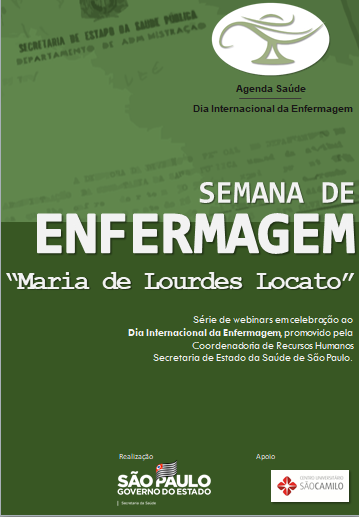 SECRETARIA DE ESTADO DA SAÚDE PÚBLICA
DEPARTAMENTO DE ADMINISTRAÇÃO
Agenda Saúde
Dia Internacional da Enfermagem
SEMANA DE
ENFERMAGEM
“Maria de Lourdes Locato”
Série de webinars em celebração ao
Dia Internacional da Enfermagem, promovido pela
Coordenadoria de Recursos Humanos
Secretaria de Estado da Saúde de São Paulo.
Realização
Apoio
SÃO PAULO
GOVERNO DO ESTADO
Secretaria da Saúde
CENTRO UNIVERSITÁRIO
SÃOCAMILO